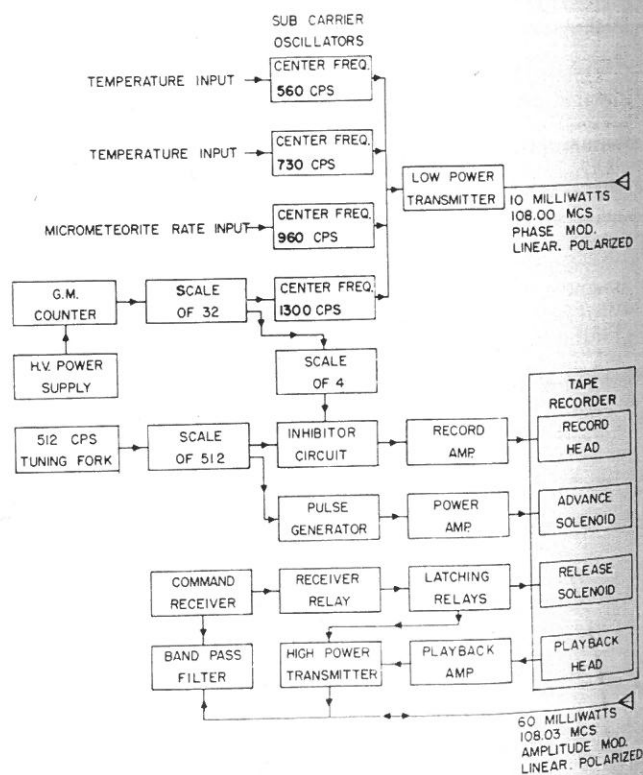 SUB CARRIER
OSCILLATORS
TEMPERATURE INPUT
CENTER FREQ.
560 CPS
TEMPERATURE INPUT
CENTER FREQ.
730 CPS
LOW POWER
TRANSMITTER
10 MILLIWATTS
108.00 MCS
PHASE MOD.
LINEAR. POLARIZED
MICROMETEORITE RATE INPUT
CENTER FREQ.
960 CPS
G.M.
COUNTER
SCALE
OF 32
CENTER FREQ.
1300 CPS
H.V. POWER
SUPPLY
SCALE
OF 4
TAPE
RECORDER
512 CPS
TUNING FORK
SCALE
OF 512
INHIBITOR
CIRCUIT
RECORD
AMP.
RECORD
HEAD
PULSE
GENERATOR
POWER
AMP.
ADVANCE
SOLENOID
COMMAND
RECEIVER
RECEIVER
RELAY
LATCHING
RELAYS
RELEASE
SOLENOID
BAND PASS
FILTER
HIGH POWER
TRANSMITTER
PLAYBACK
AMP
PLAYBACK
HEAD
60 MILLIWATTS
108.03 MCS
AMPLITUDE MOD.
LINEAR. POLARIZED